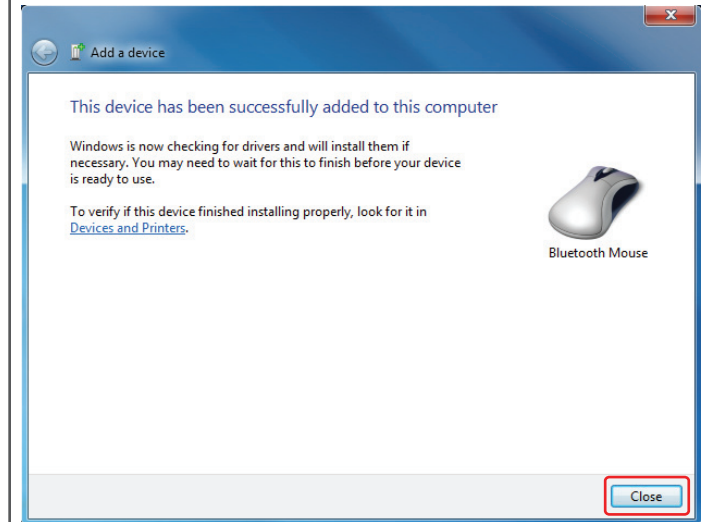 Add a device
This device has been successfully added to this computer
Windows is now checking for drivers and will install them if
necessary. You may need to wait for this to finish before your device
is ready to use.
To verify if this device finished installing properly, look for it in
Devices and Printers.
Bluetooth Mouse
Close